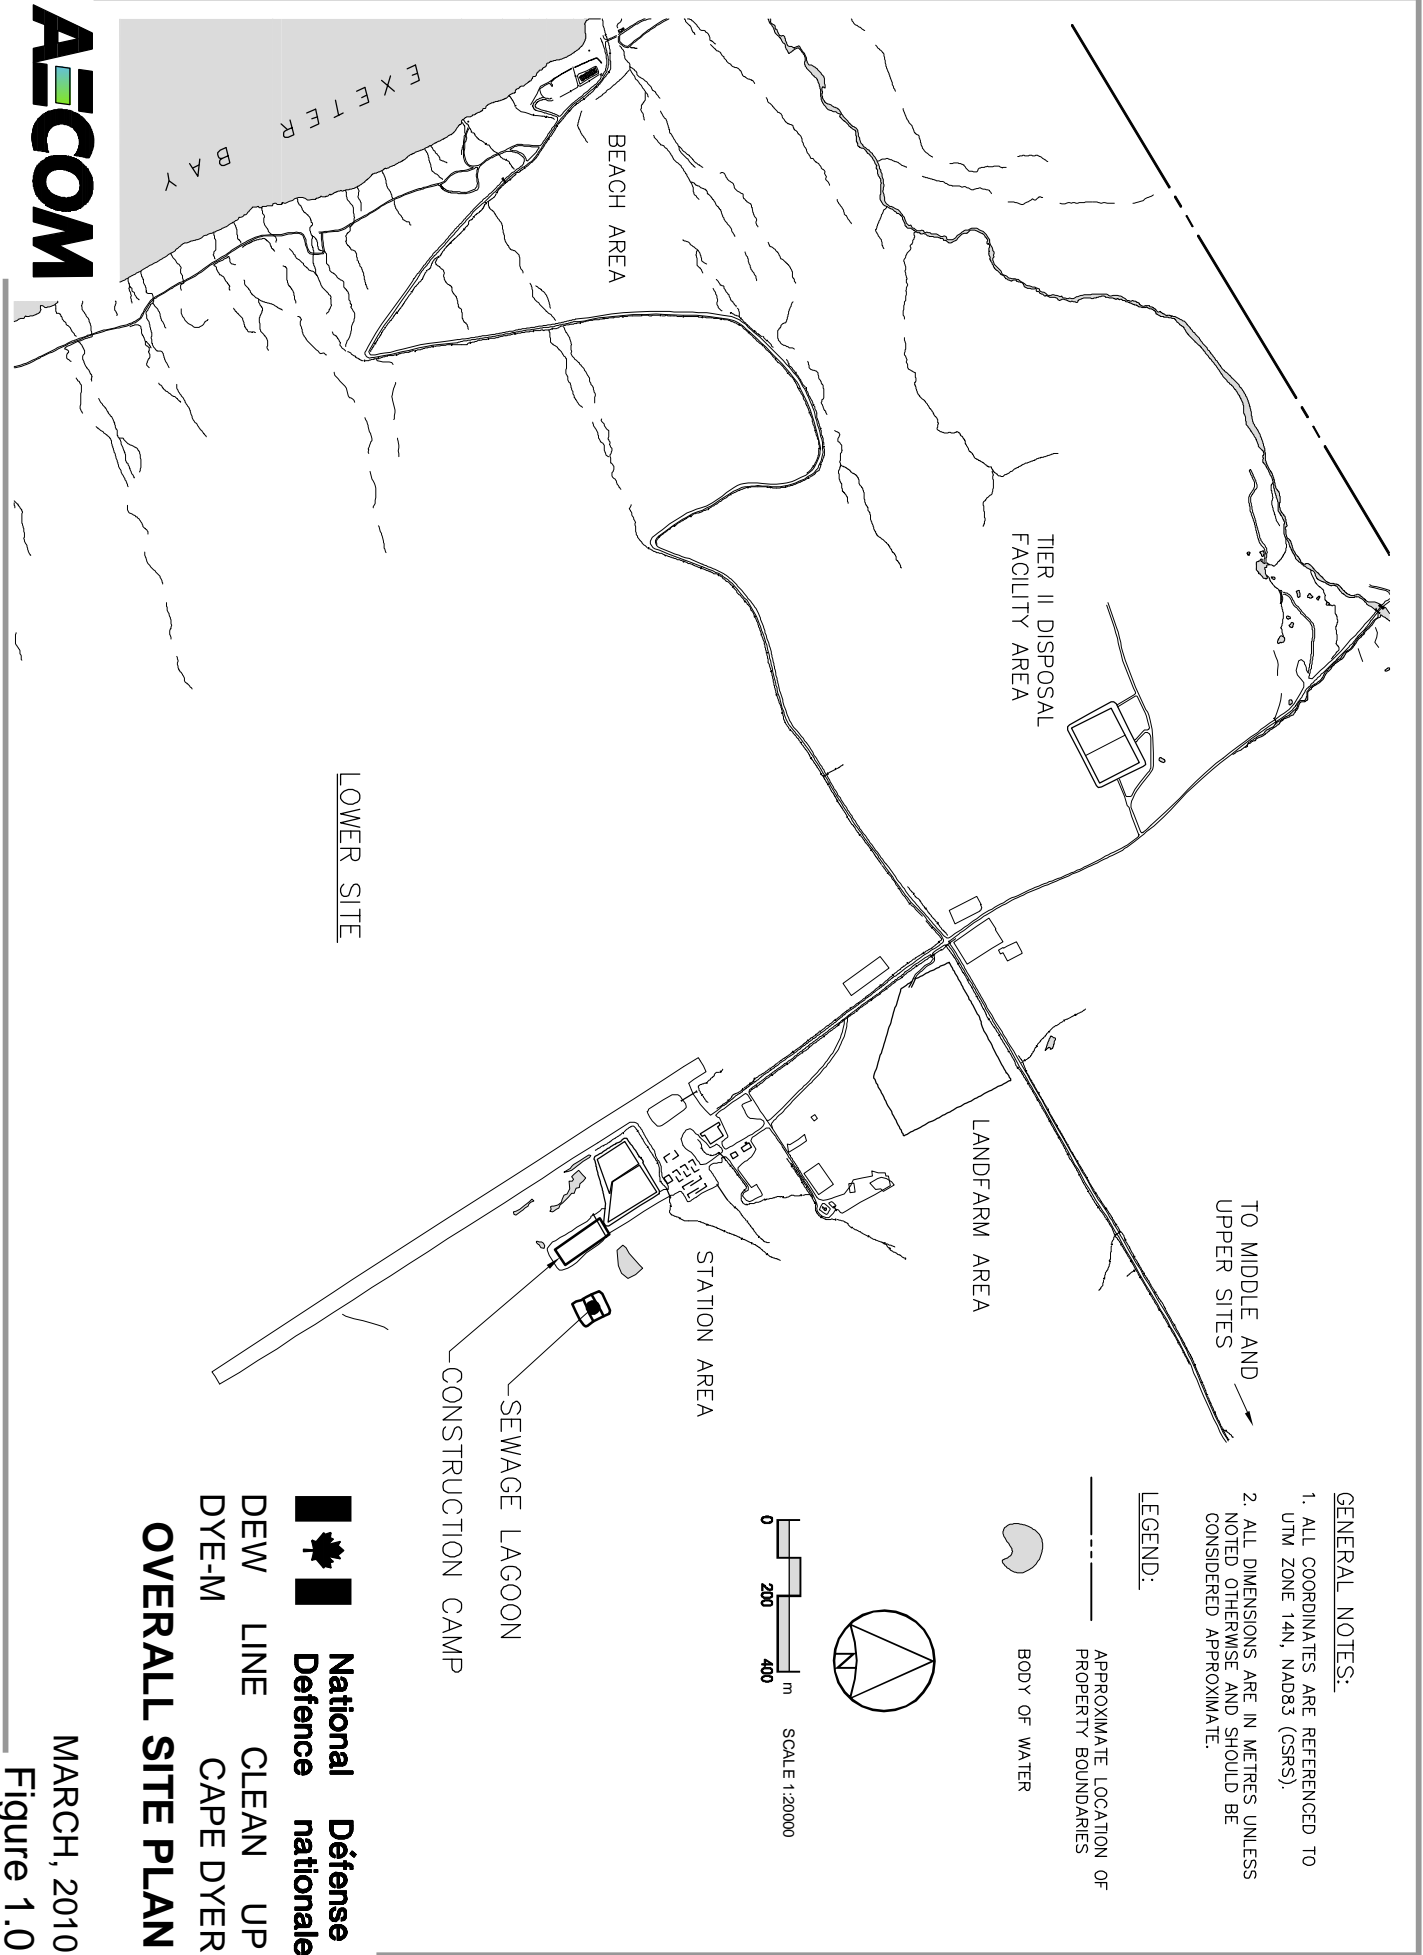 EXETER BAY
BEACH AREA
TIER II DISPOSAL
FACILITY AREA
LOWER SITE
LANDFARM AREA
STATION AREA
TO MIDDLE AND
UPPER SITES
SEWAGE LAGOON
CONSTRUCTION CAMP
GENERAL NOTES:
1. ALL COORDINATES ARE REFERENCED TO
UTM ZONE 14N, NAD83 (CSRS).
2. ALL DIMENSIONS ARE IN METRES UNLESS
NOTED OTHERWISE AND SHOULD BE
CONSIDERED APPROXIMATE.
LEGEND:
APPROXIMATE LOCATION OF
PROPERTY BOUNDARIES
BODY OF WATER
N
0 200 400 m
SCALE 1:20000
National Défense
Defence nationale
DEW LINE CLEAN UP
DYE-M CAPE DYER
OVERALL SITE PLAN
AECOM
MARCH, 2010
Figure 1.0